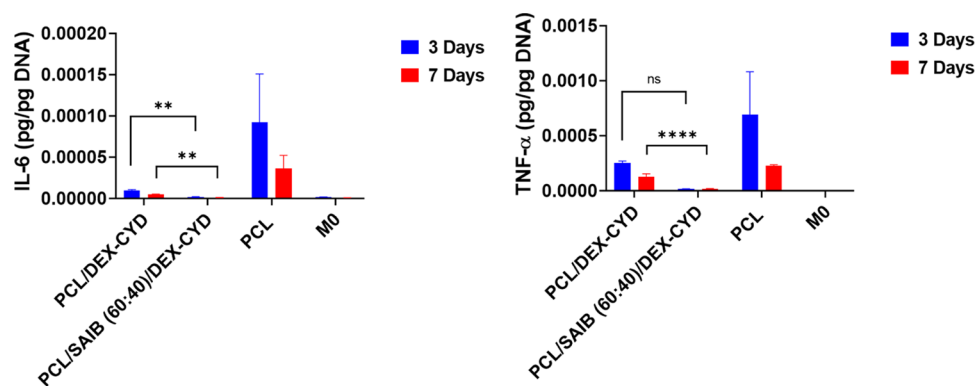 IL-6 (pg/pg DNA)
0.00020
0.00015
0.00010
0.00005
0.00000
**
**
3 Days
7 Days
PCL/DEX-CYD
PCL/SAIB (60:40)/DEX-CYD
PCL
M0
TNF-α (pg/pg DNA)
0.0015
0.0010
0.0005
0.0000
ns
****
3 Days
7 Days
PCL/DEX-CYD
PCL/SAIB (60:40)/DEX-CYD
PCL
M0